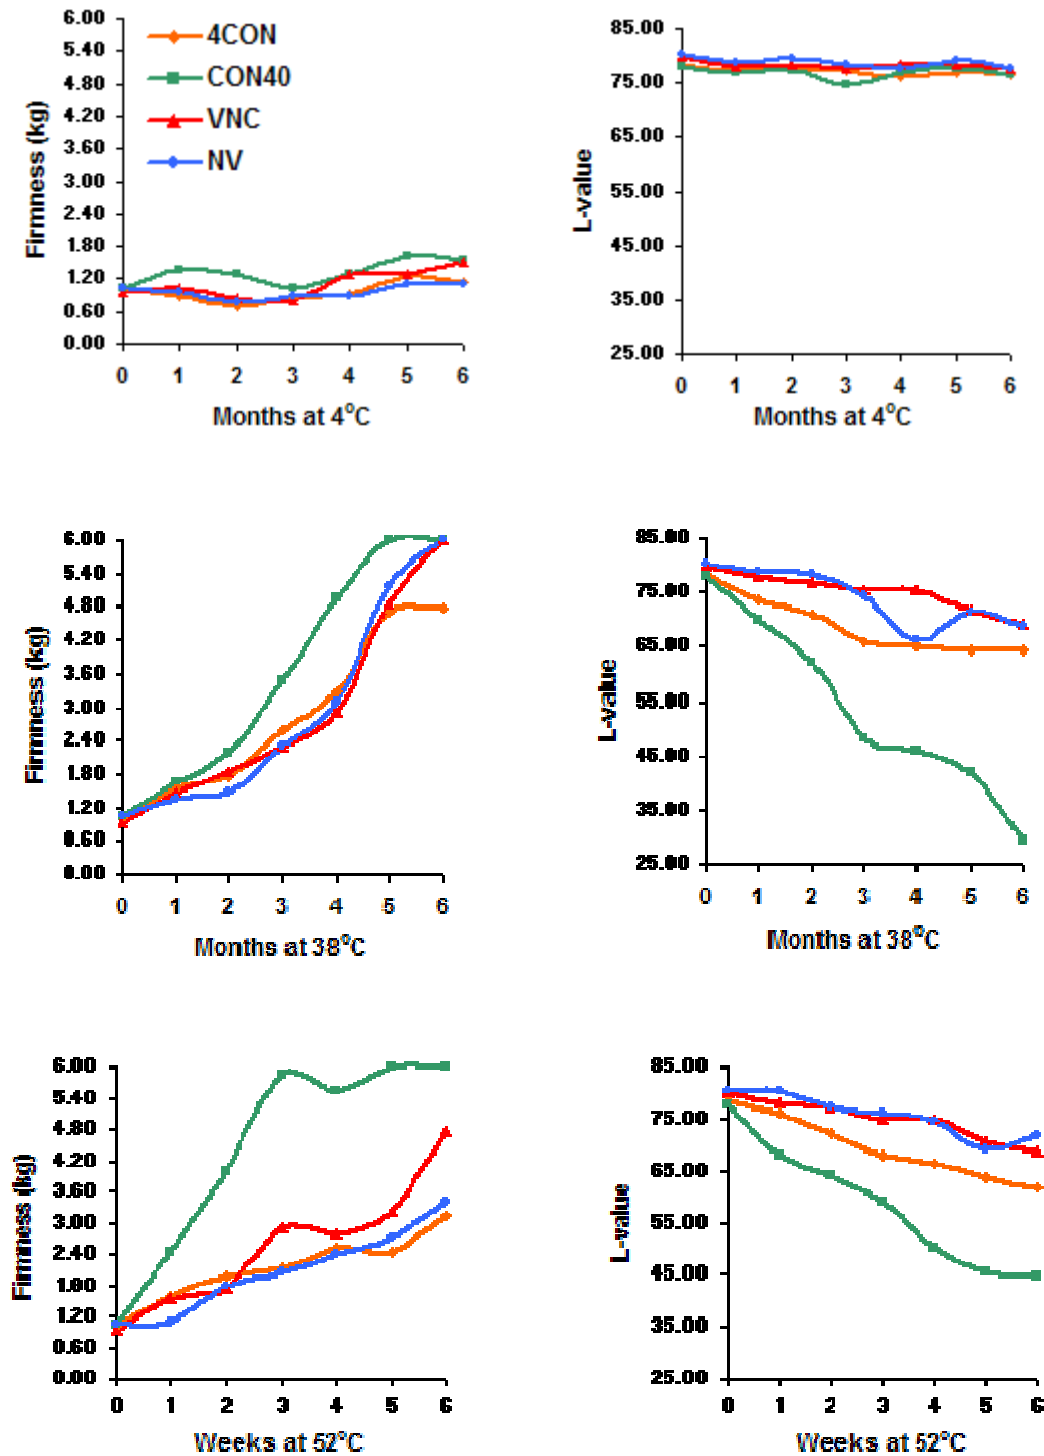 6.00
5.40
4.80
4.20
3.60
3.00
2.40
1.80
1.20
0.60
0.00
Firmness (kg)
4CON
CON40
VNC
NV
0 1 2 3 4 5 6
Months at 4°C
85.00
75.00
65.00
55.00
45.00
35.00
25.00
L-value
0 1 2 3 4 5 6
Months at 4°C
6.00
5.40
4.80
4.20
3.60
3.00
2.40
1.80
1.20
0.60
0.00
Firmness (kg)
0 1 2 3 4 5 6
Months at 38°C
85.00
75.00
65.00
55.00
45.00
35.00
25.00
L-value
0 1 2 3 4 5 6
Months at 38°C
6.00
5.40
4.80
4.20
3.60
3.00
2.40
1.80
1.20
0.60
0.00
Firmness (kg)
0 1 2 3 4 5 6
Weeks at 52°C
85.00
75.00
65.00
55.00
45.00
35.00
25.00
L-value
0 1 2 3 4 5 6
Weeks at 52°C